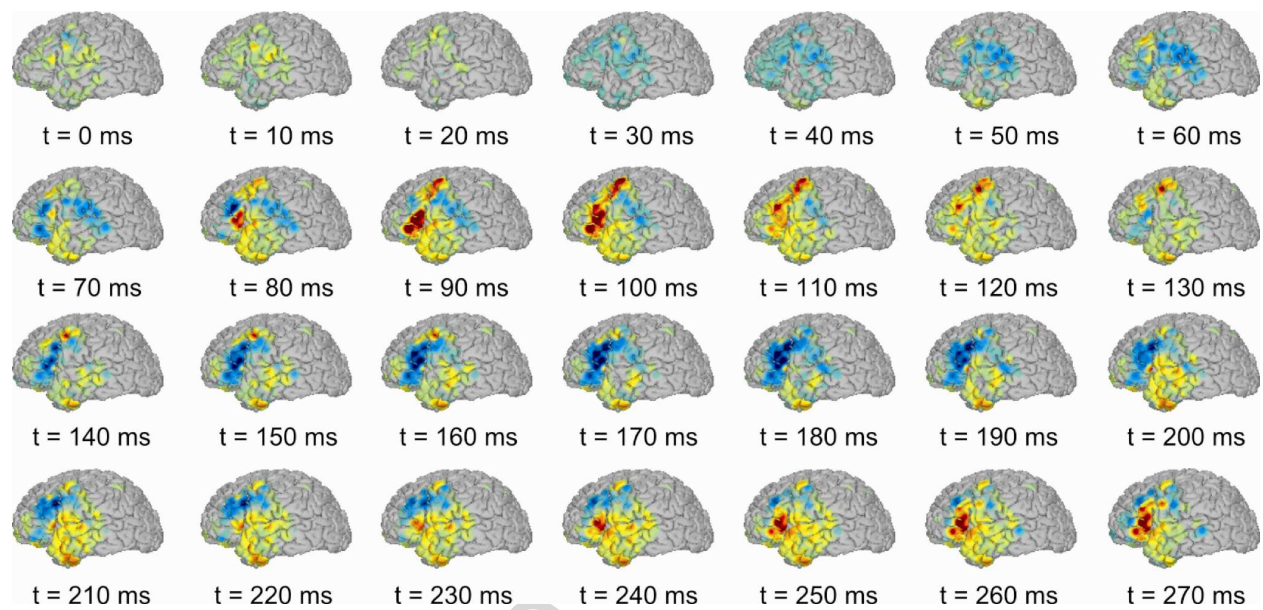 t = 0 ms t = 10 ms t = 20 ms t = 30 ms t = 40 ms t = 50 ms t = 60 ms
t = 70 ms t = 80 ms t = 90 ms t = 100 ms t = 110 ms t = 120 ms t = 130 ms
t = 140 ms t = 150 ms t = 160 ms t = 170 ms t = 180 ms t = 190 ms t = 200 ms
t = 210 ms t = 220 ms t = 230 ms t = 240 ms t = 250 ms t = 260 ms t = 270 ms